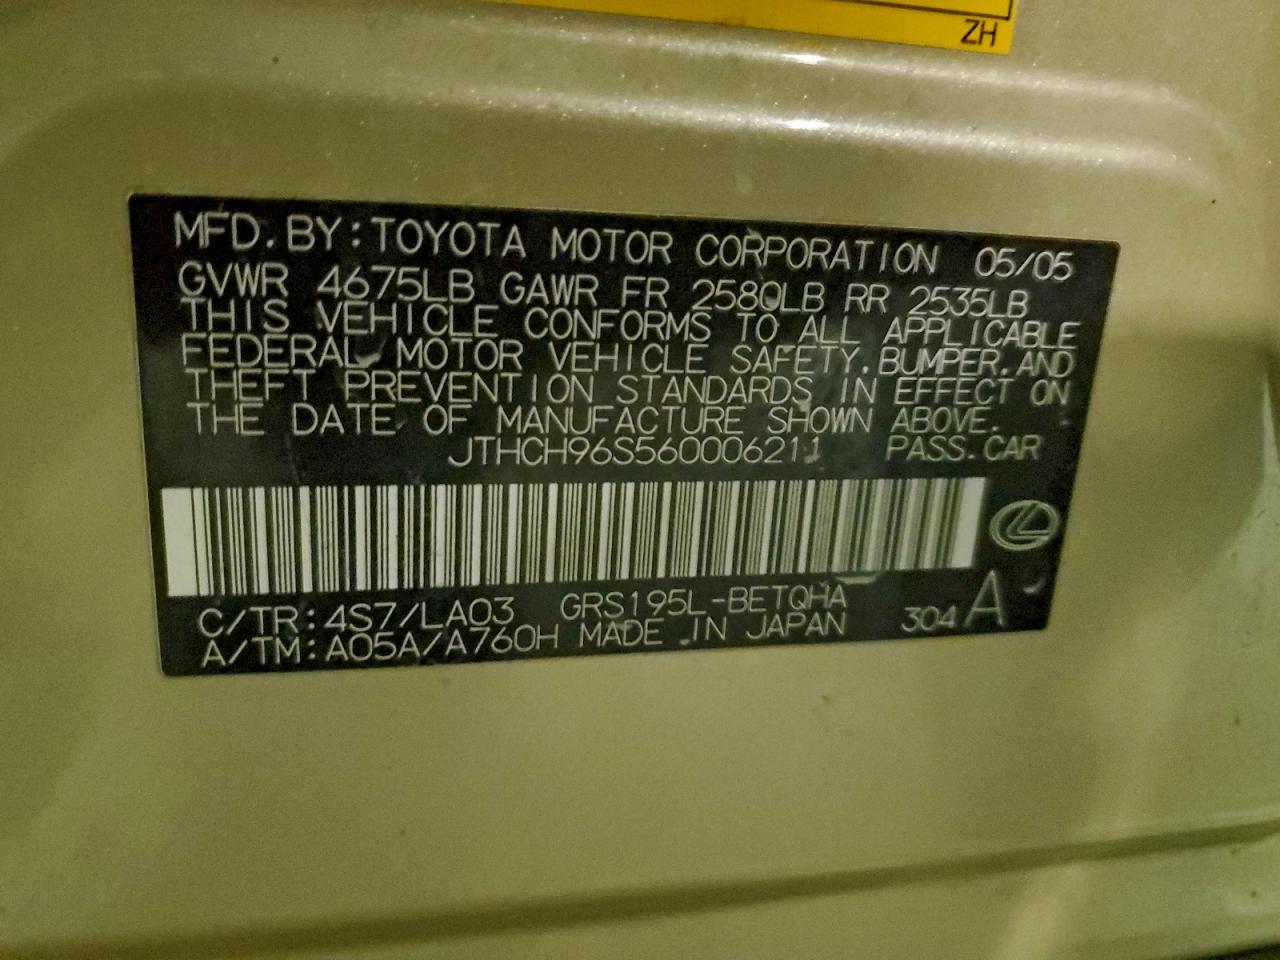 ZH
MFD. BY: TOYOTA MOTOR CORPORATION 05/05
GVWR 4675LB GAWR FR 2580LB RR 2535LB
THIS VEHICLE CONFORMS TO ALL APPLICABLE
FEDERAL MOTOR VEHICLE SAFETY, BUMPER, AND
THEFT PREVENTION STANDARDS IN EFFECT ON
THE DATE OF MANUFACTURE SHOWN ABOVE.
JTHCH96S560006211 PASS. CAR
C/TR: 4S7/LA03 GRS195L-BETQHA
A/TM: A05A/A760H MADE IN JAPAN 304 A